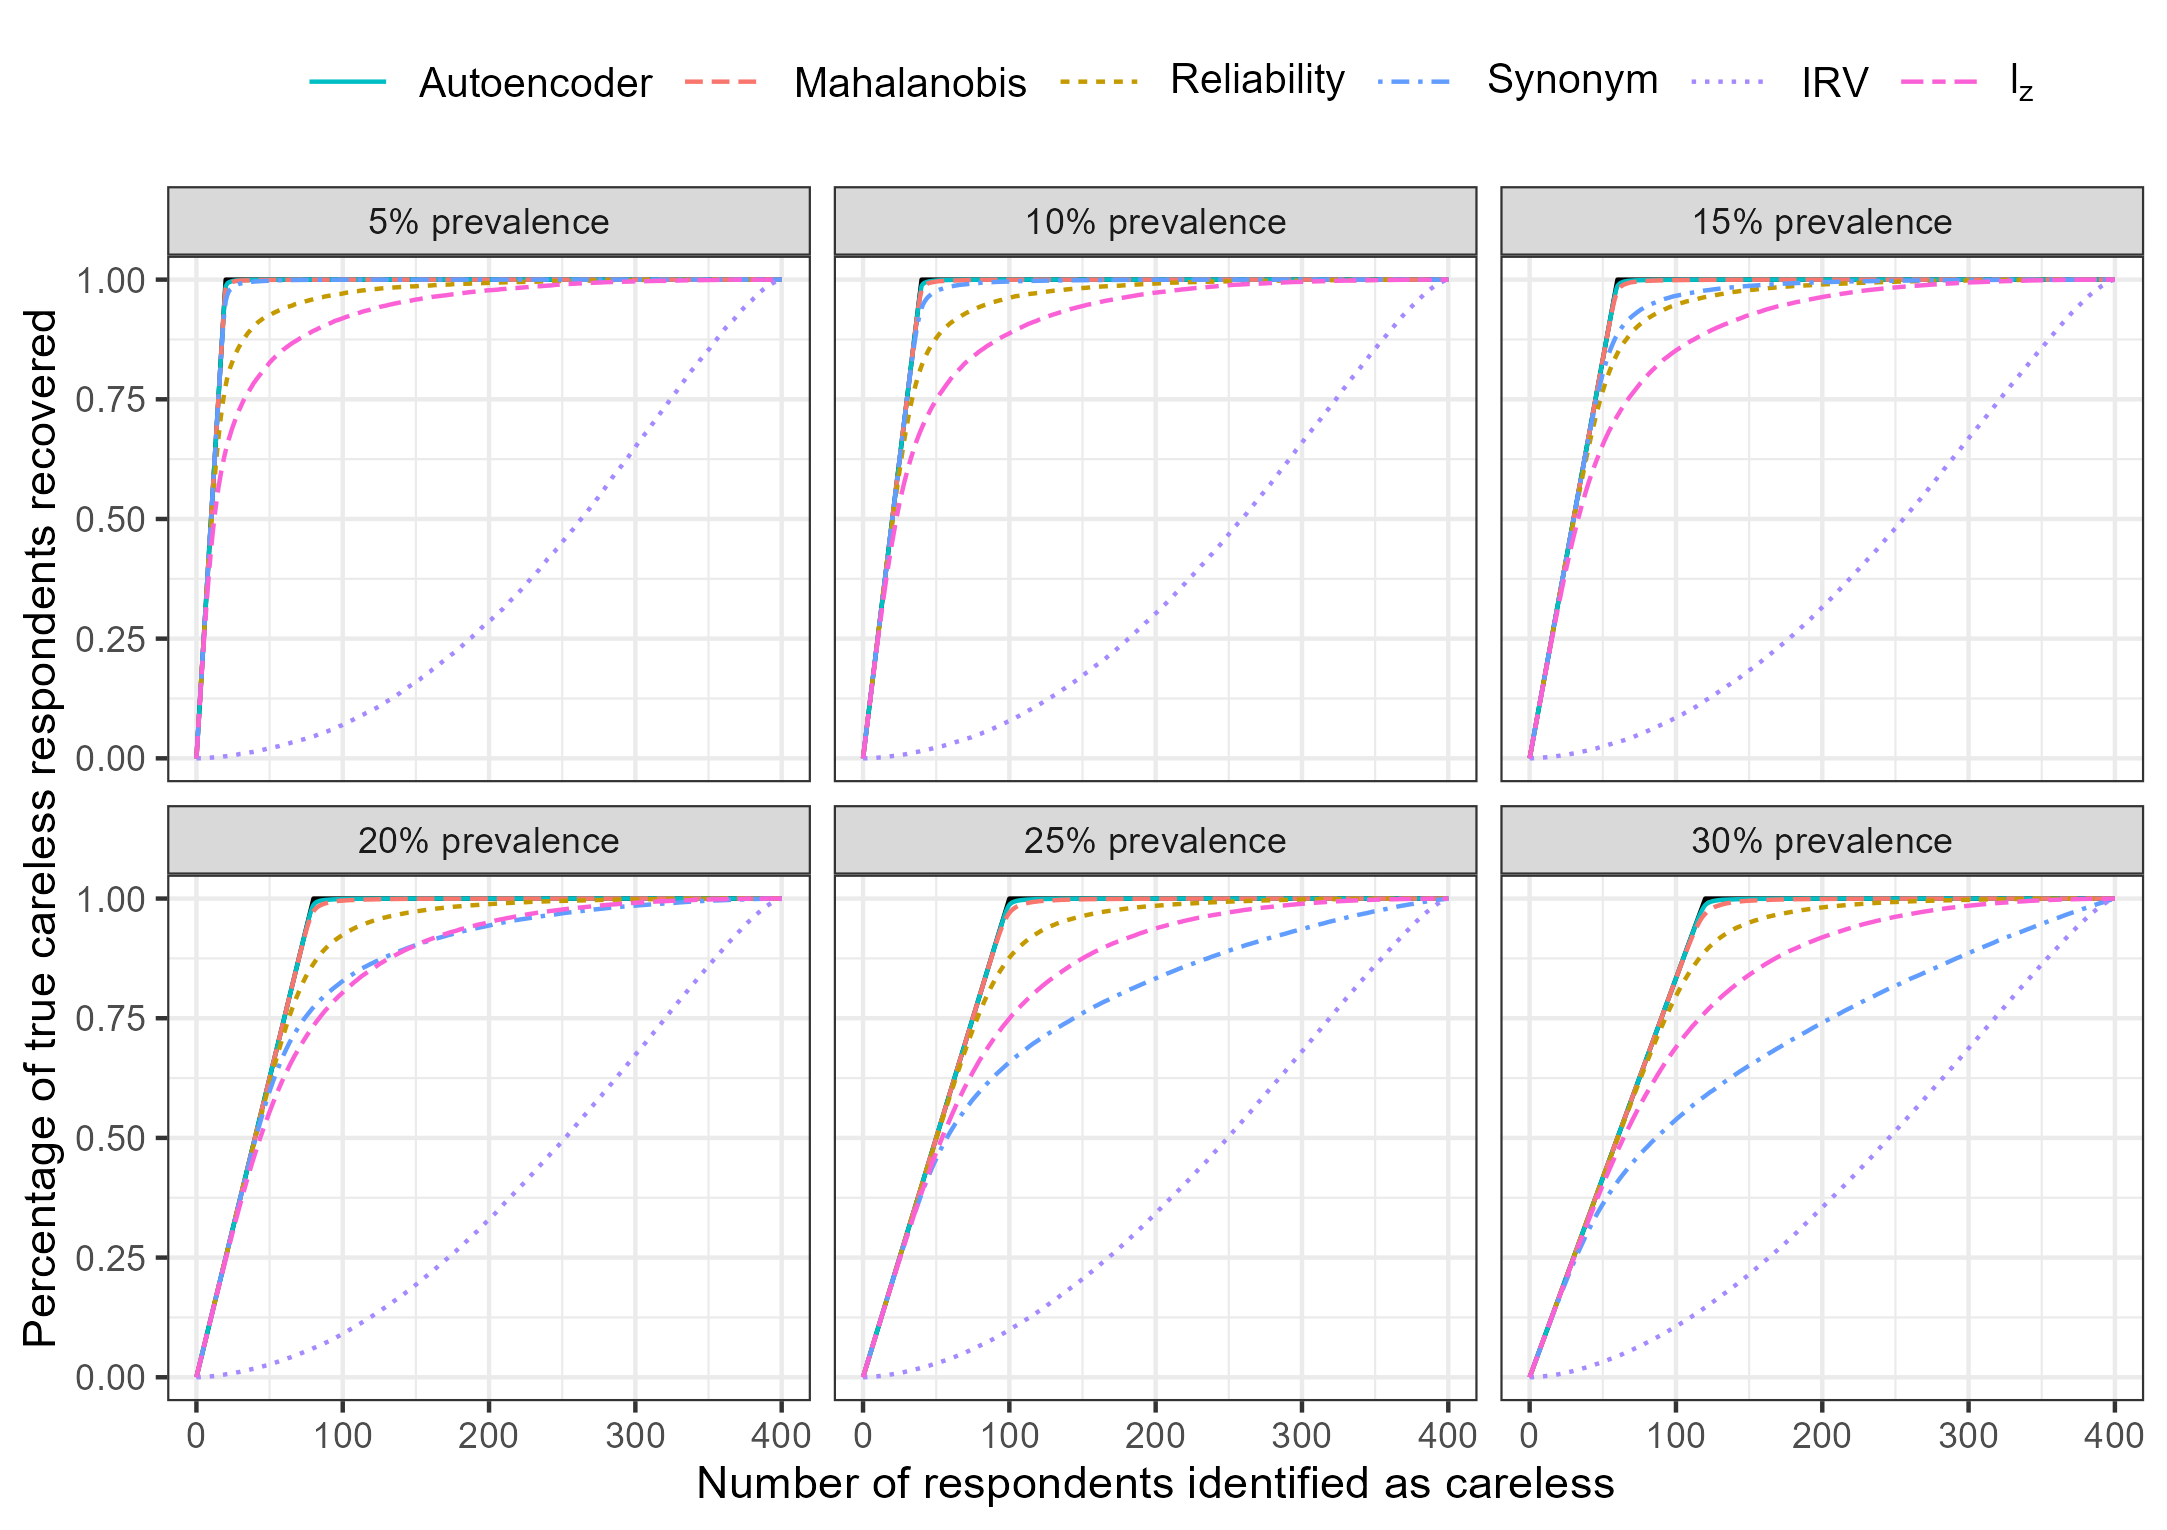 Autoencoder Mahalanobis Reliability Synonym IRV lz
5% prevalence 10% prevalence 15% prevalence
1.00
0.75
0.50
0.25
0.00
20% prevalence 25% prevalence 30% prevalence
1.00
0.75
0.50
0.25
0.00
0 100 200 300 400 0 100 200 300 400 0 100 200 300 400
Number of respondents identified as careless
Percentage of true careless respondents recovered